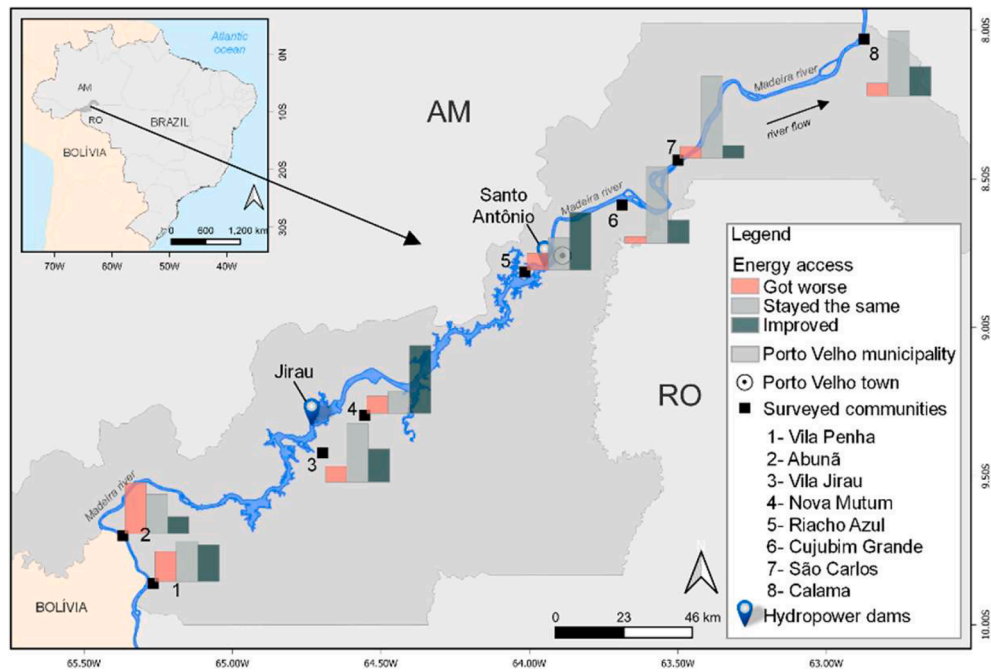 Atlantic
ocean
AM
RO
BRAZIL
BOLÍVIA
0N
10S
20S
30S
0 600 1,200 km
70W 60W 50W 40W
AM
RO
BOLÍVIA
Madeira river
river flow
8
7
Madeira river
6
Santo
Antônio
5
Jirau
4
3
Madeira river
2
1
N
0 23 46 km
Legend
Energy access
Got worse
Stayed the same
Improved
Porto Velho municipality
Porto Velho town
Surveyed communities
1- Vila Penha
2- Abunã
3- Vila Jirau
4- Nova Mutum
5- Riacho Azul
6- Cujubim Grande
7- São Carlos
8- Calama
Hydropower dams
8.00S
8.50S
9.00S
9.50S
10.00S
65.50W 65.00W 64.50W 64.00W 63.50W 63.00W